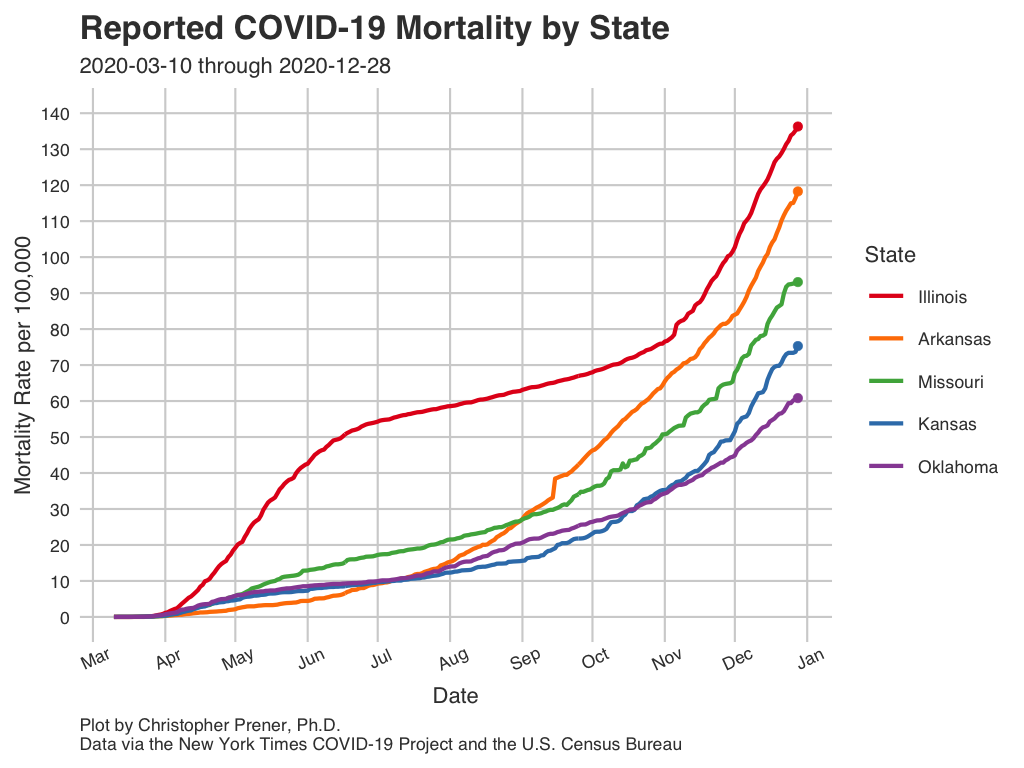 Reported COVID-19 Mortality by State
2020-03-10 through 2020-12-28
Mortality Rate per 100,000
140
130
120
110
100
90
80
70
60
50
40
30
20
10
0
Mar Apr May Jun Jul Aug Sep Oct Nov Dec Jan
Date
State
Illinois
Arkansas
Missouri
Kansas
Oklahoma
Plot by Christopher Prener, Ph.D.
Data via the New York Times COVID-19 Project and the U.S. Census Bureau